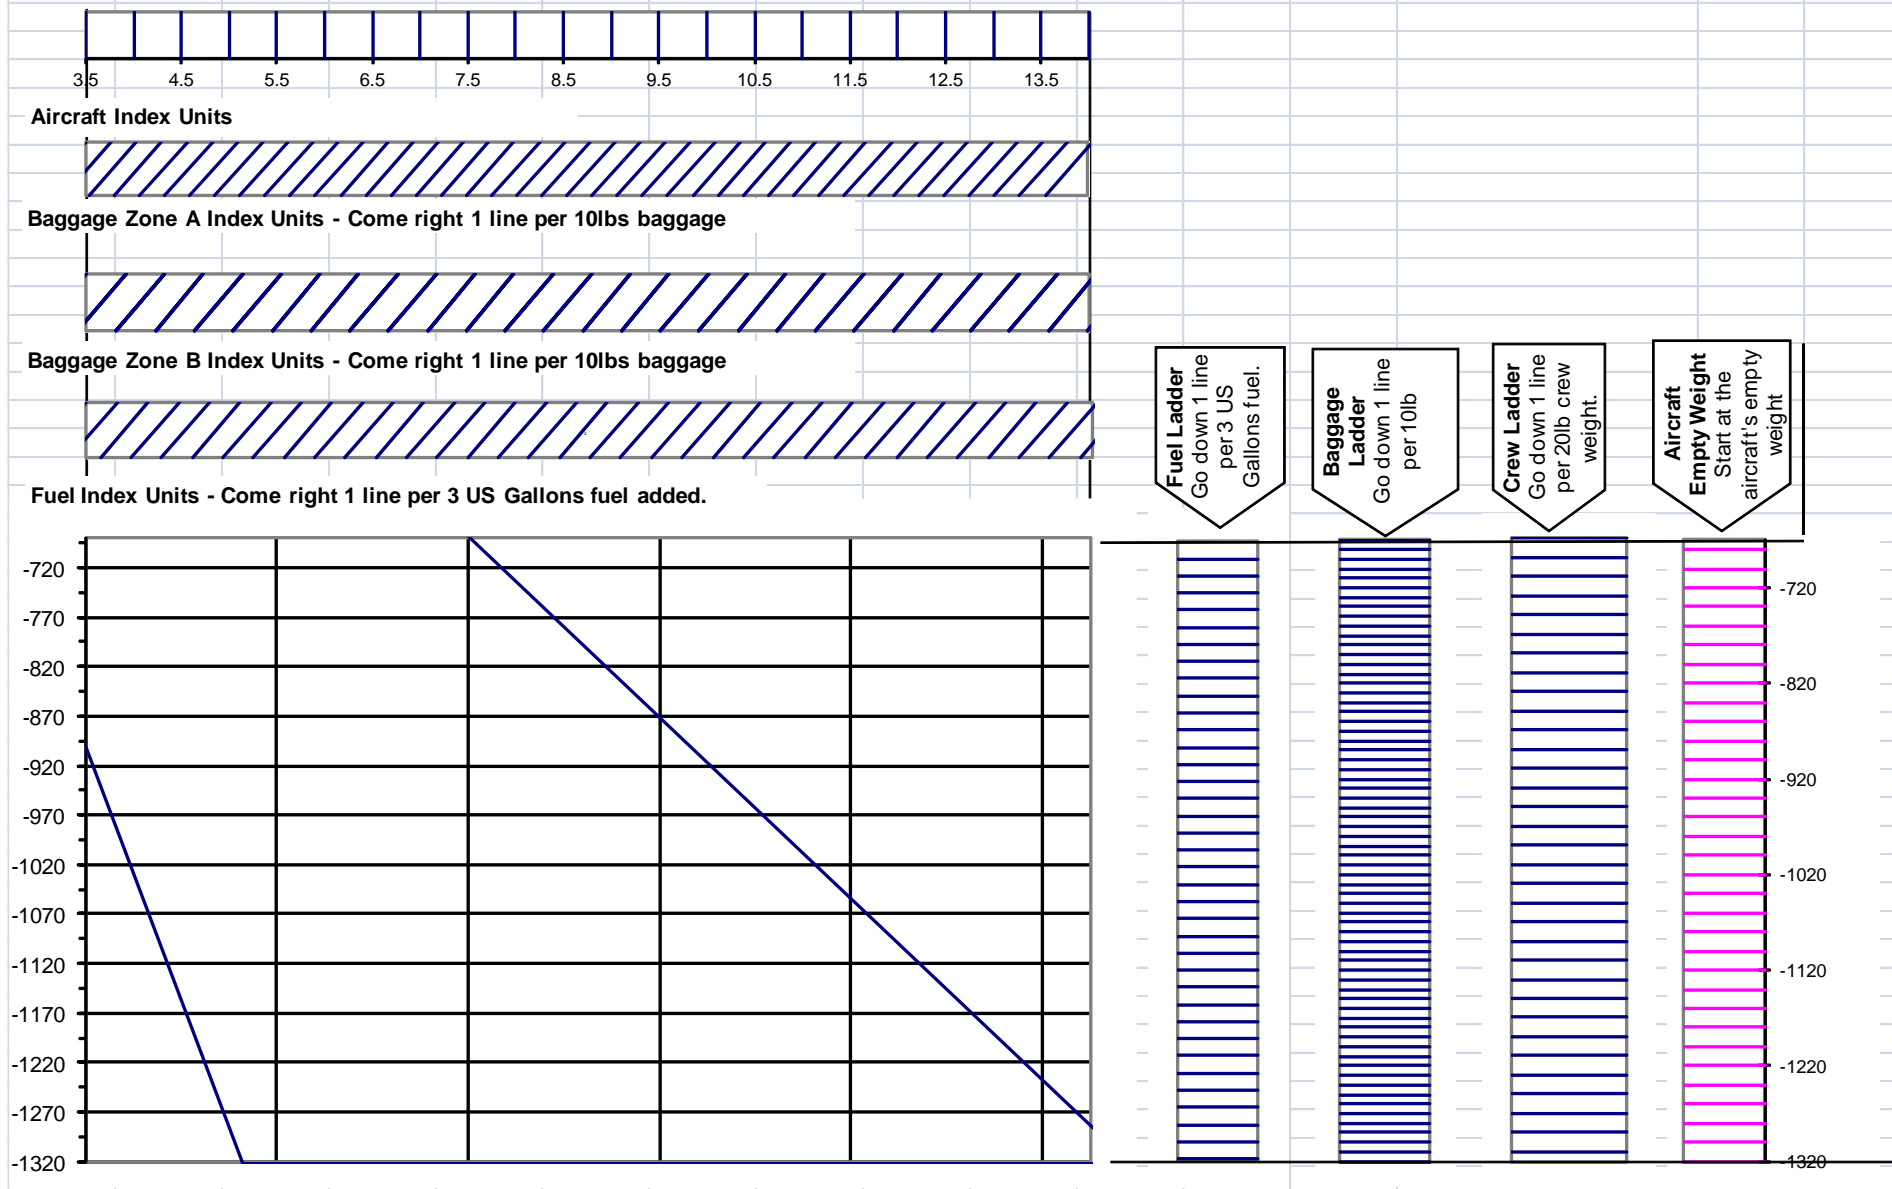 3.5 4.5 5.5 6.5 7.5 8.5 9.5 10.5 11.5 12.5 13.5
Aircraft Index Units
Baggage Zone A Index Units - Come right 1 line per 10lbs baggage
Baggage Zone B Index Units - Come right 1 line per 10lbs baggage
Fuel Index Units - Come right 1 line per 3 US Gallons fuel added.
-720
-770
-820
-870
-920
-970
-1020
-1070
-1120
-1170
-1220
-1270
-1320
Fuel Ladder
Go down 1 line
per 3 US
Gallons fuel.
Baggage
Ladder
Go down 1 line
per 10lb
Crew Ladder
Go down 1 line
per 20lb crew
weight.
Aircraft
Empty Weight
Start at the
aircraft's empty
weight
-720
-820
-920
-1020
-1120
-1220
-1320